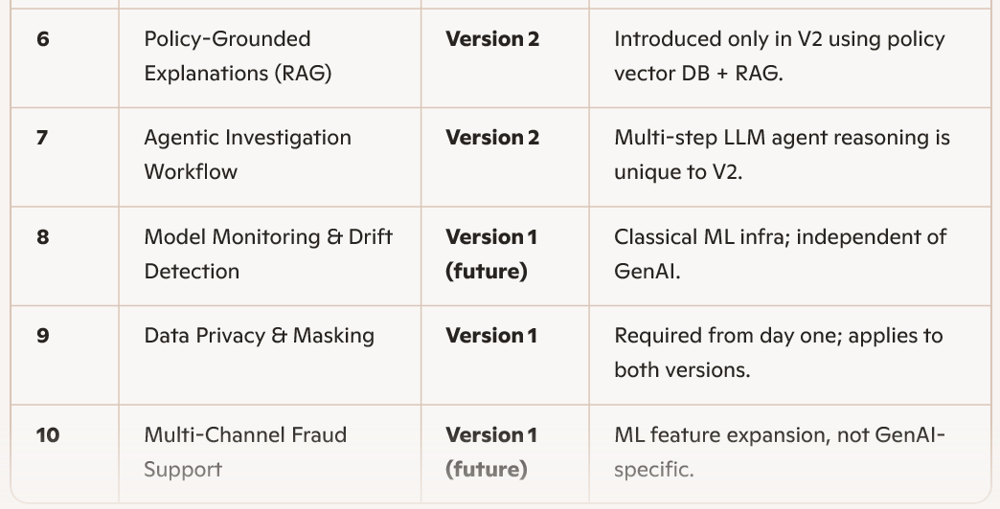 6
Policy-Grounded
Explanations (RAG)
Version 2
Introduced only in V2 using policy
vector DB + RAG.
7
Agentic Investigation
Workflow
Version 2
Multi-step LLM agent reasoning is
unique to V2.
8
Model Monitoring & Drift
Detection
Version 1
(future)
Classical ML infra; independent of
GenAI.
9
Data Privacy & Masking
Version 1
Required from day one; applies to
both versions.
10
Multi-Channel Fraud
Support
Version 1
(future)
ML feature expansion, not GenAI-
specific.